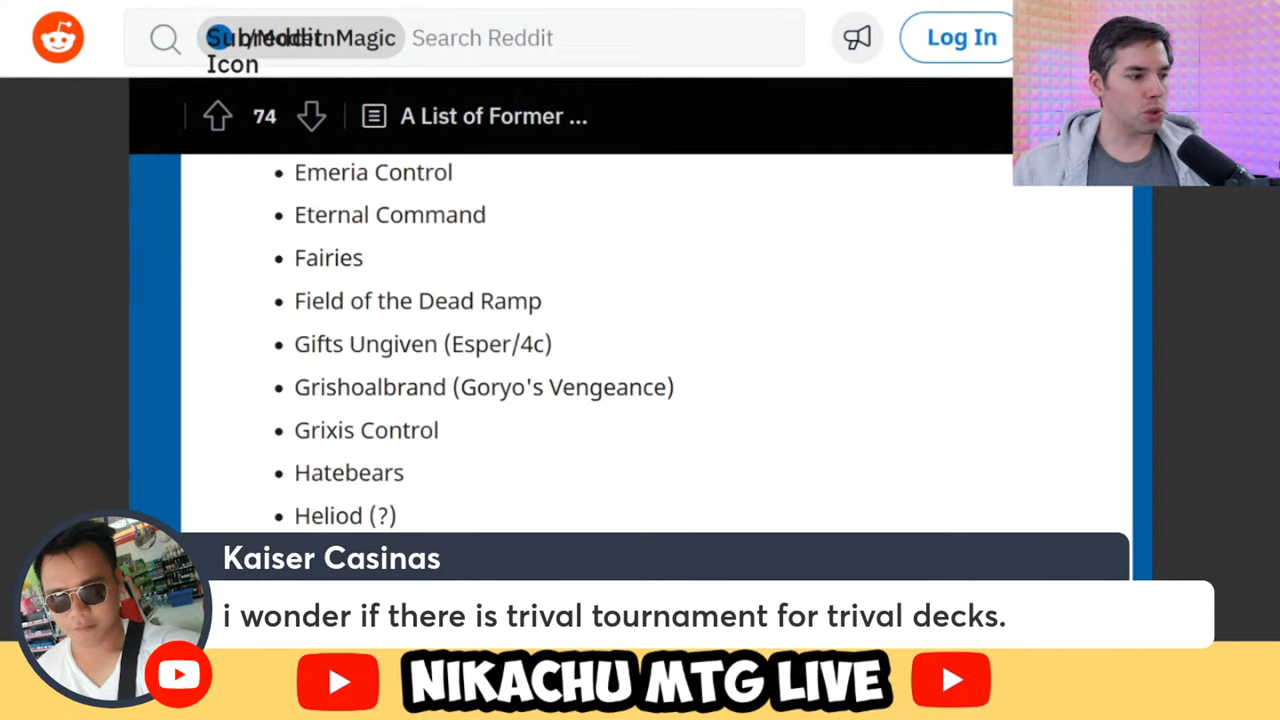 Subreddit Icon
r/ModernMagic
Search Reddit
Log In
74
A List of Former ...
Emeria Control
Eternal Command
Fairies
Field of the Dead Ramp
Gifts Ungiven (Esper/4c)
Grishoalbrand (Goryo's Vengeance)
Grixis Control
Hatebears
Heliod (?)
Kaiser Casinas
i wonder if there is trival tournament for trival decks.
NIKACHU MTG LIVE